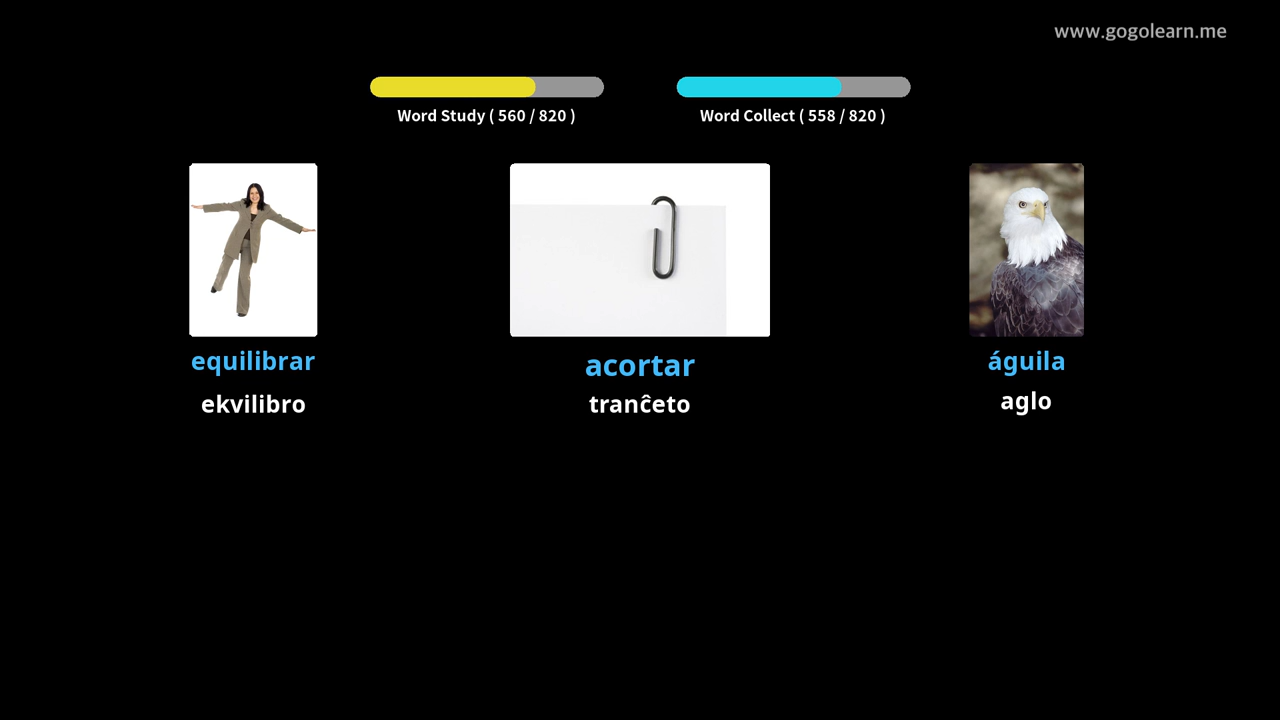 www.gogolearn.me
Word Study ( 560 / 820 )
Word Collect ( 558 / 820 )
equilibrar
ekvilibro
acortar
tranĉeto
águila
aglo